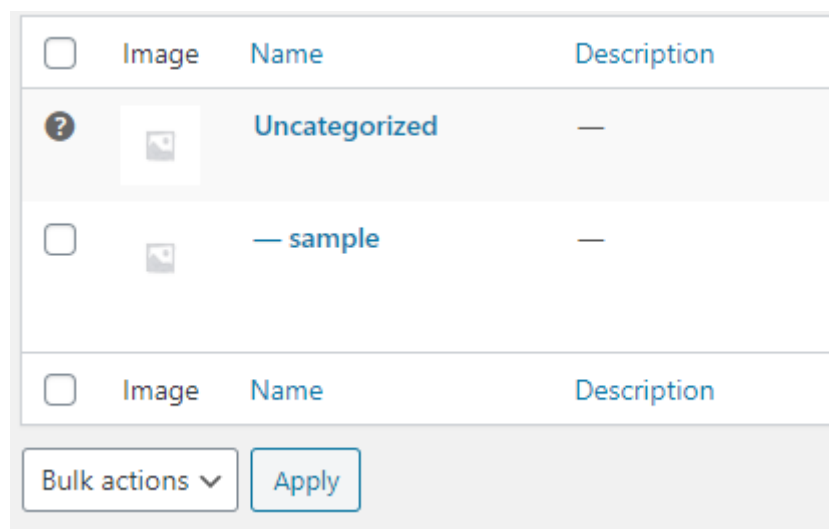 Image Name Description
? Uncategorized —
— sample —
Image Name Description
Bulk actions Apply